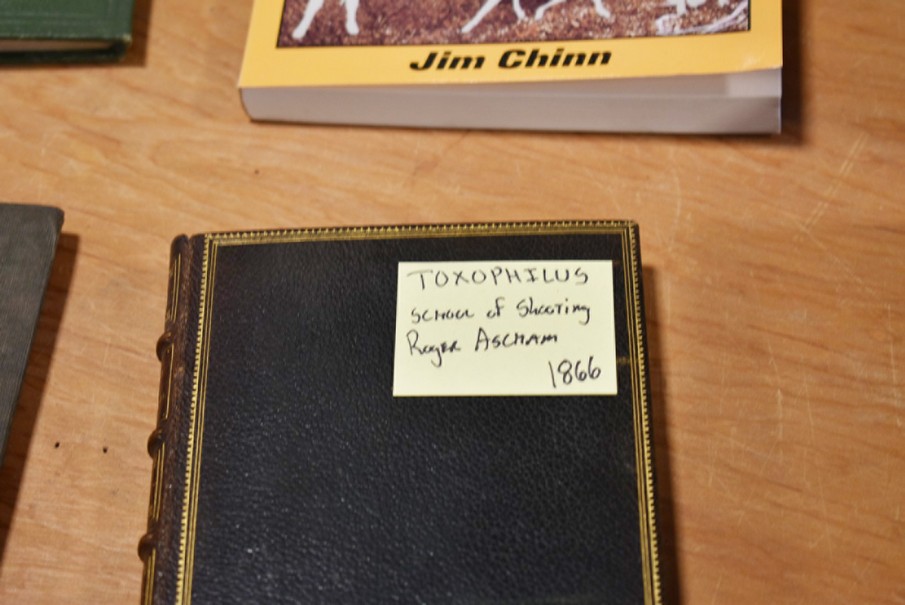 Jim Chinn
TOXOPHILUS
SCHOOL of Shooting
Roger ASCHAM
1866